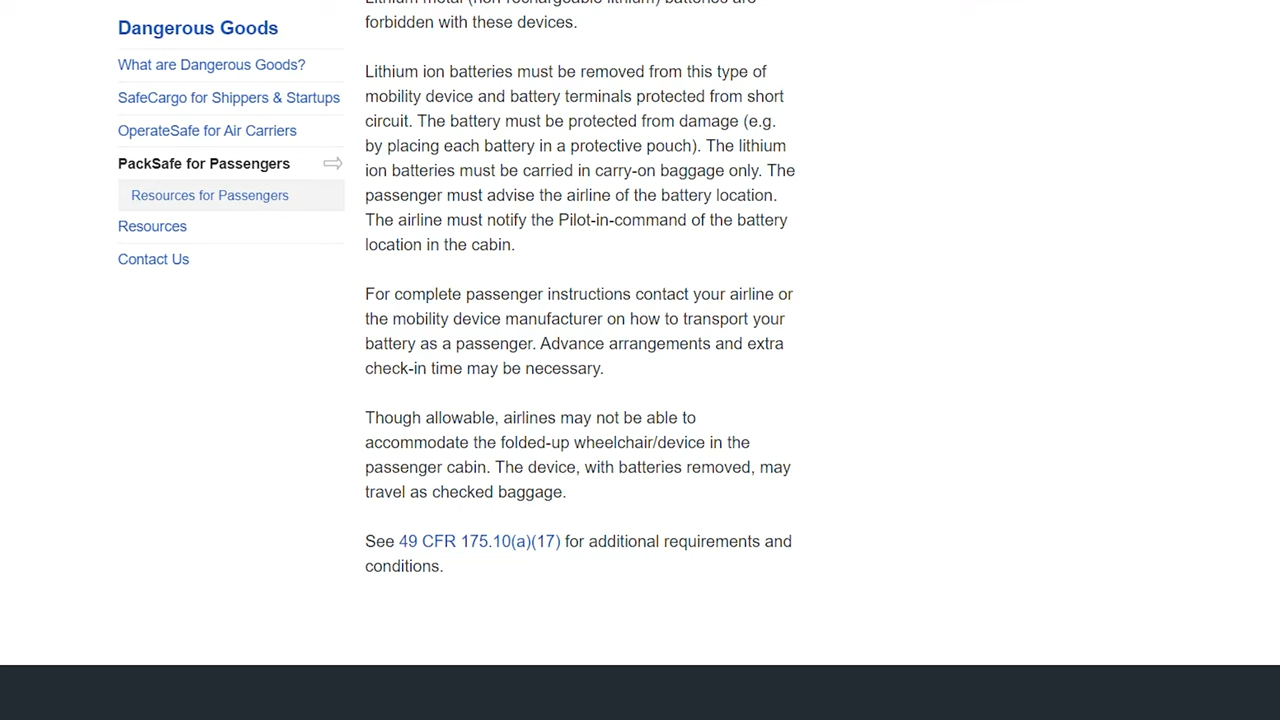 Dangerous Goods
What are Dangerous Goods?
SafeCargo for Shippers & Startups
OperateSafe for Air Carriers
PackSafe for Passengers
Resources for Passengers
Resources
Contact Us
forbidden with these devices.
Lithium ion batteries must be removed from this type of
mobility device and battery terminals protected from short
circuit. The battery must be protected from damage (e.g.
by placing each battery in a protective pouch). The lithium
ion batteries must be carried in carry-on baggage only. The
passenger must advise the airline of the battery location.
The airline must notify the Pilot-in-command of the battery
location in the cabin.
For complete passenger instructions contact your airline or
the mobility device manufacturer on how to transport your
battery as a passenger. Advance arrangements and extra
check-in time may be necessary.
Though allowable, airlines may not be able to
accommodate the folded-up wheelchair/device in the
passenger cabin. The device, with batteries removed, may
travel as checked baggage.
See 49 CFR 175.10(a)(17) for additional requirements and
conditions.